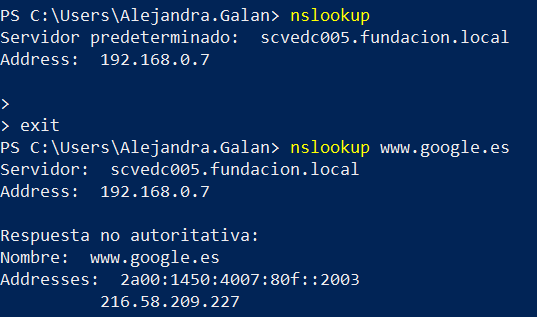 PS C:\Users\Alejandra.Galan> nslookup
Servidor predeterminado:  scvedc005.fundacion.local
Address:  192.168.0.7

>
> exit
PS C:\Users\Alejandra.Galan> nslookup www.google.es
Servidor:  scvedc005.fundacion.local
Address:  192.168.0.7

Respuesta no autoritativa:
Nombre:  www.google.es
Addresses:  2a00:1450:4007:80f::2003
          216.58.209.227